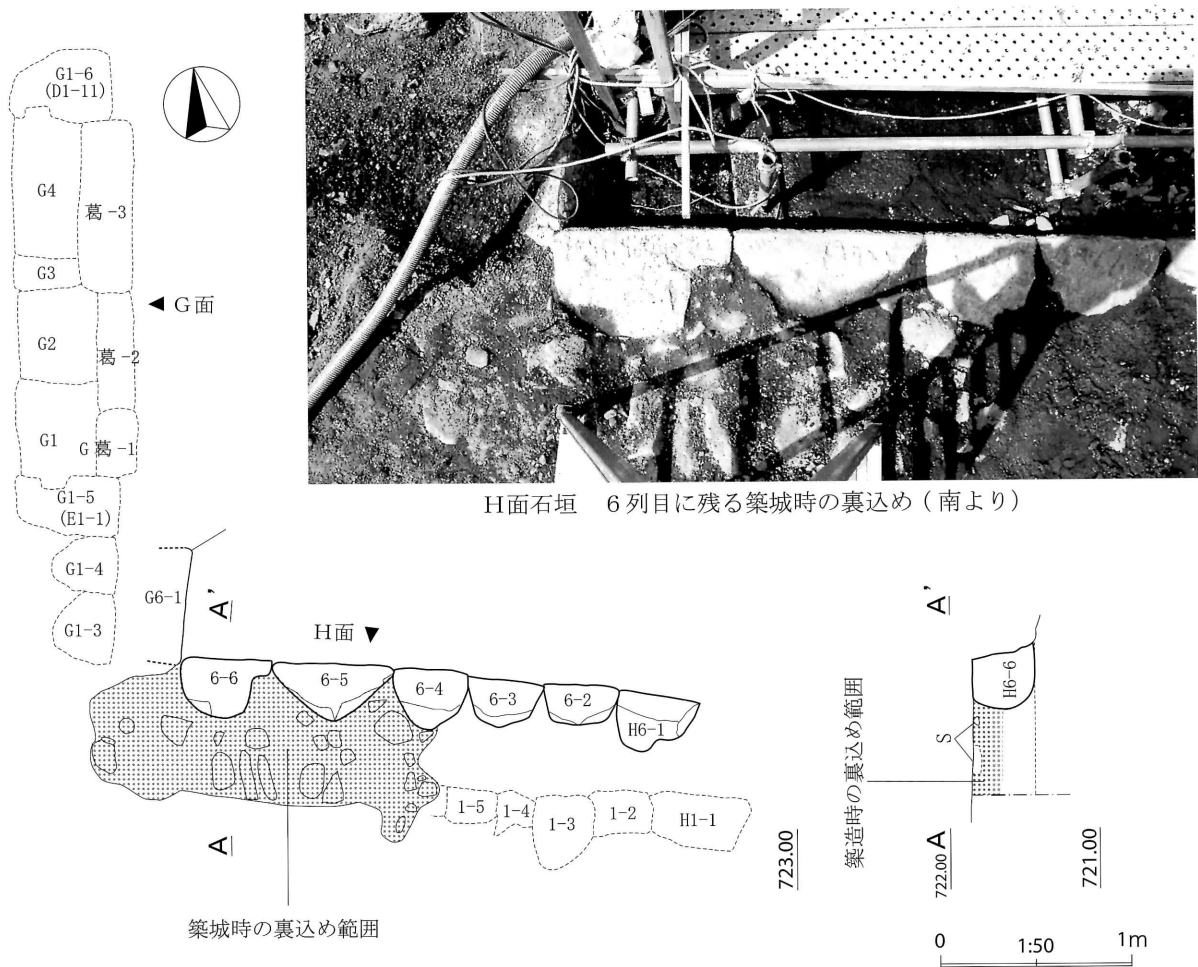 G1-6
(D1-11)
G4
葛-3
G3
◀ G面
G2
葛-2
G1
G葛-1
G1-5
(E1-1)
G1-4
G1-3
H面石垣 6列目に残る築城時の裏込め(南より)
G6-1
A'
H面 ▼
6-6
6-5
6-4
6-3
6-2
H6-1
1-5
1-4
1-3
1-2
H1-1
A
築城時の裏込め範囲
723.00
A'
H6-6
S
築造時の裏込め範囲
722.00 A
721.00
0 1:50 1m